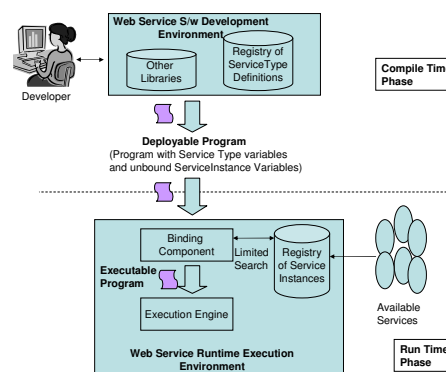 Web Service S/w Development
Environment
Registry of
ServiceType
Definitions
Other
Libraries
Developer
Compile Time
Phase
Deployable Program
(Program with Service Type variables
and unbound ServiceInstance Variables)
Binding
Component
Limited
Search
Registry
of Service
Instances
Executable
Program
Execution Engine
Available
Services
Web Service Runtime Execution
Environment
Run Time
Phase